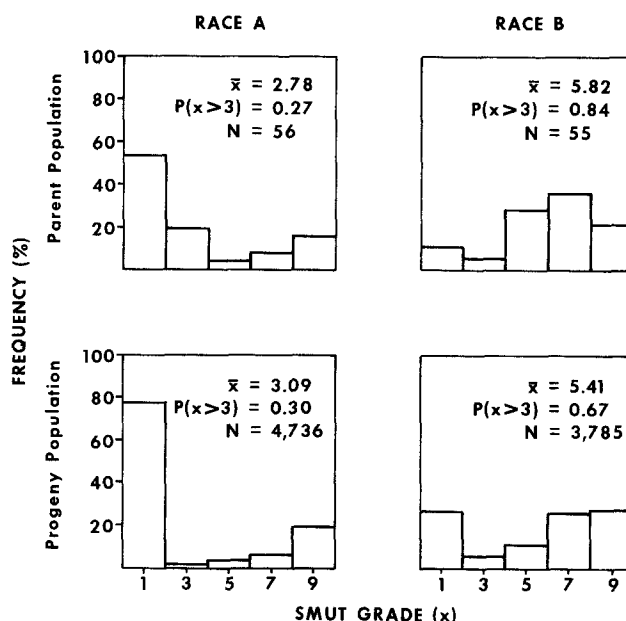 RACE A
RACE B
FREQUENCY (%)
Parent Population
100
80
60
40
20
x̄ = 2.78
P(x>3) = 0.27
N = 56
x̄ = 5.82
P(x>3) = 0.84
N = 55
Progeny Population
100
80
60
40
20
x̄ = 3.09
P(x>3) = 0.30
N = 4,736
x̄ = 5.41
P(x>3) = 0.67
N = 3,785
1 3 5 7 9
1 3 5 7 9
SMUT GRADE (x)